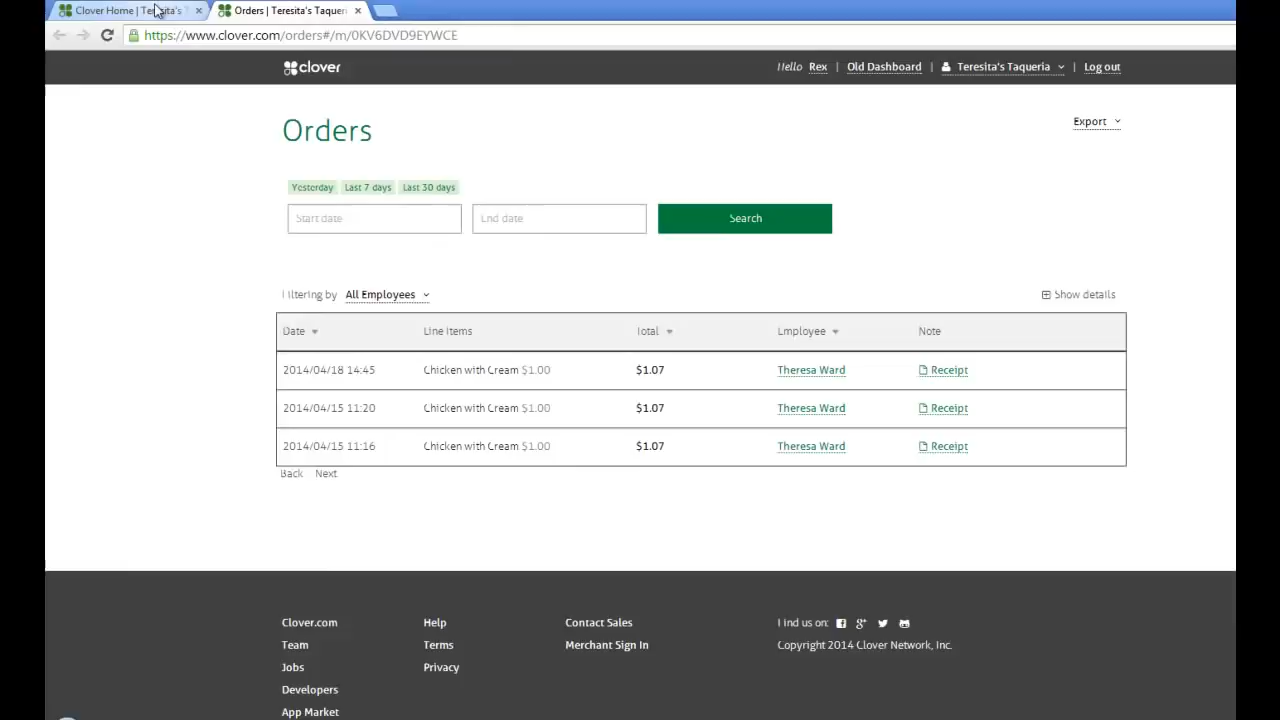 Clover Home | Teresita's T
Orders | Teresita's Taqueri
https://www.clover.com/orders#/m/0KV6DVD9EYWCE
clover
Hello Rex | Old Dashboard | Teresita's Taqueria | Log out
Orders
Export
Yesterday Last 7 days Last 30 days
Start date End date Search
Filtering by All Employees Show details
Date Line Items Total Employee Note
2014/04/18 14:45 Chicken with Cream $1.00 $1.07 Theresa Ward Receipt
2014/04/15 11:20 Chicken with Cream $1.00 $1.07 Theresa Ward Receipt
2014/04/15 11:16 Chicken with Cream $1.00 $1.07 Theresa Ward Receipt
Back Next
Clover.com Help Contact Sales Find us on:
Team Terms Merchant Sign In Copyright 2014 Clover Network, Inc.
Jobs Privacy
Developers
App Market